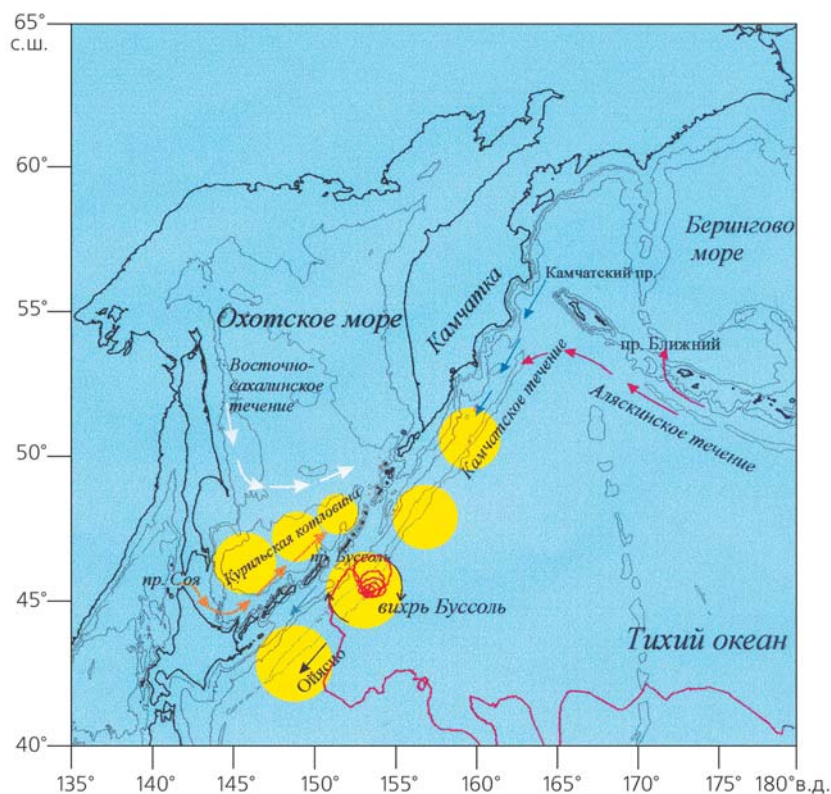 65°
с.ш.
60°
55°
50°
45°
40°
Берингово
море
Камчатский пр.
Камчатка
Охотское море
пр. Ближний
Восточно-
сахалинское
течение
Аляскинское течение
Камчатское течение
Курильская котловина
пр. Буссоль
пр. Соя
вихрь Буссоль
Тихий океан
Ойясио
135° 140° 145° 150° 155° 160° 165° 170° 175° 180° в.д.